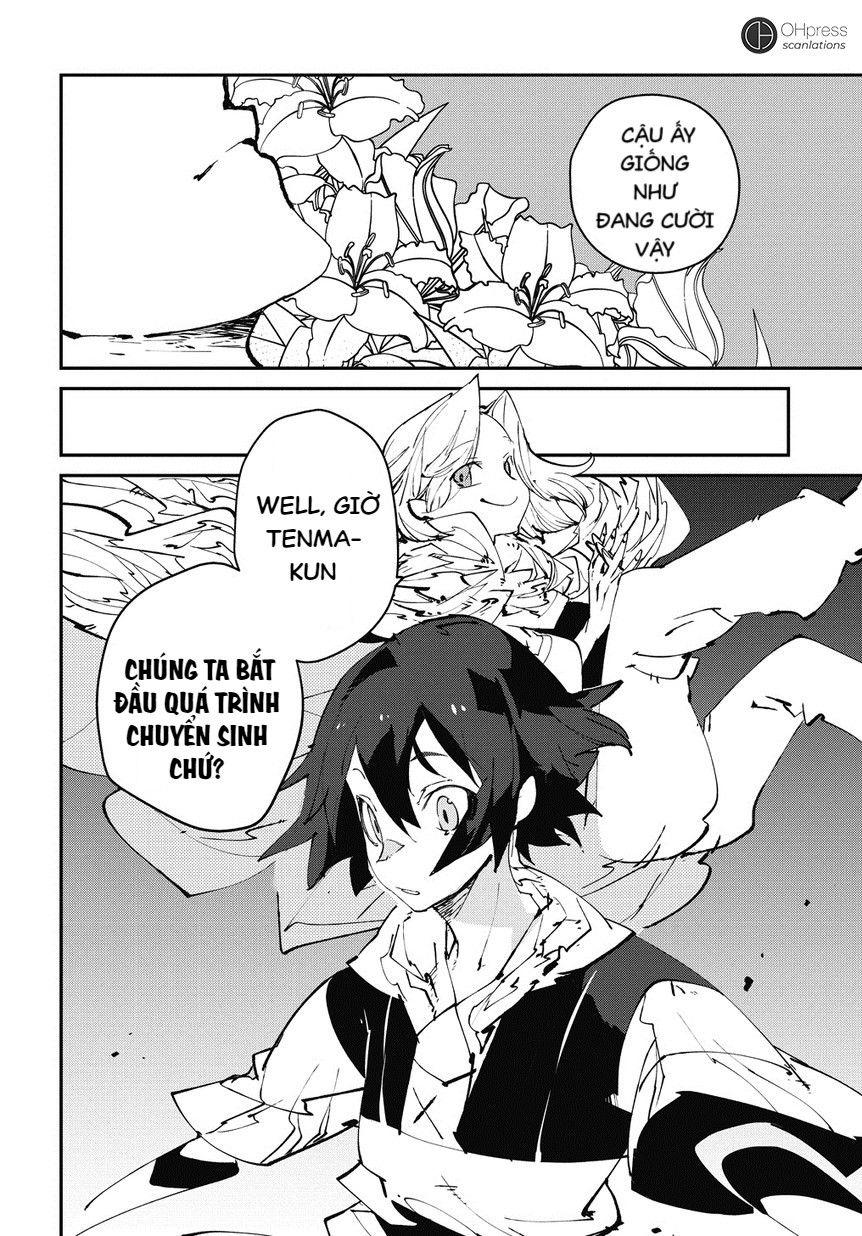 OHpress
scanlations
CẬU ẤY
GIỐNG
NHƯ
ĐANG CƯỜI
VẬY
WELL, GIỜ
TENMA-
KUN
CHÚNG TA BẮT
ĐẦU QUÁ TRÌNH
CHUYỂN SINH
CHỨ?